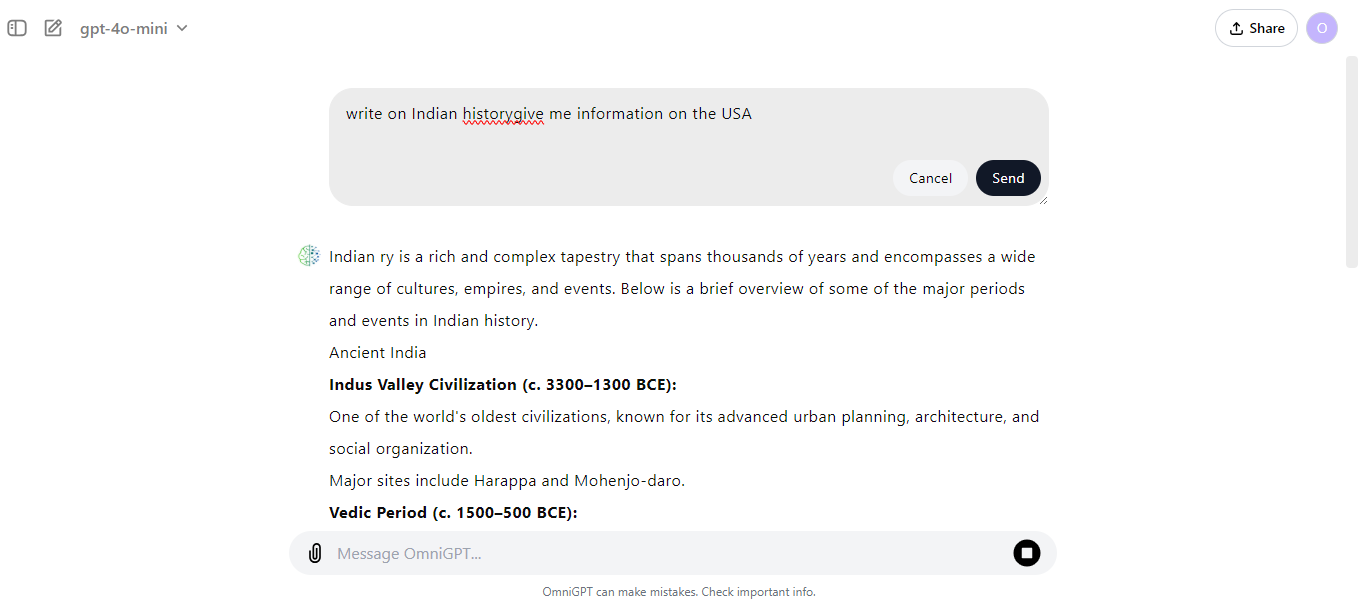 gpt-4o-mini
Share
O
write on Indian historygive me information on the USA
Cancel
Send
Indian ry is a rich and complex tapestry that spans thousands of years and encompasses a wide
range of cultures, empires, and events. Below is a brief overview of some of the major periods
and events in Indian history.
Ancient India
Indus Valley Civilization (c. 3300–1300 BCE):
One of the world's oldest civilizations, known for its advanced urban planning, architecture, and
social organization.
Major sites include Harappa and Mohenjo-daro.
Vedic Period (c. 1500–500 BCE):
Message OmniGPT...
OmniGPT can make mistakes. Check important info.